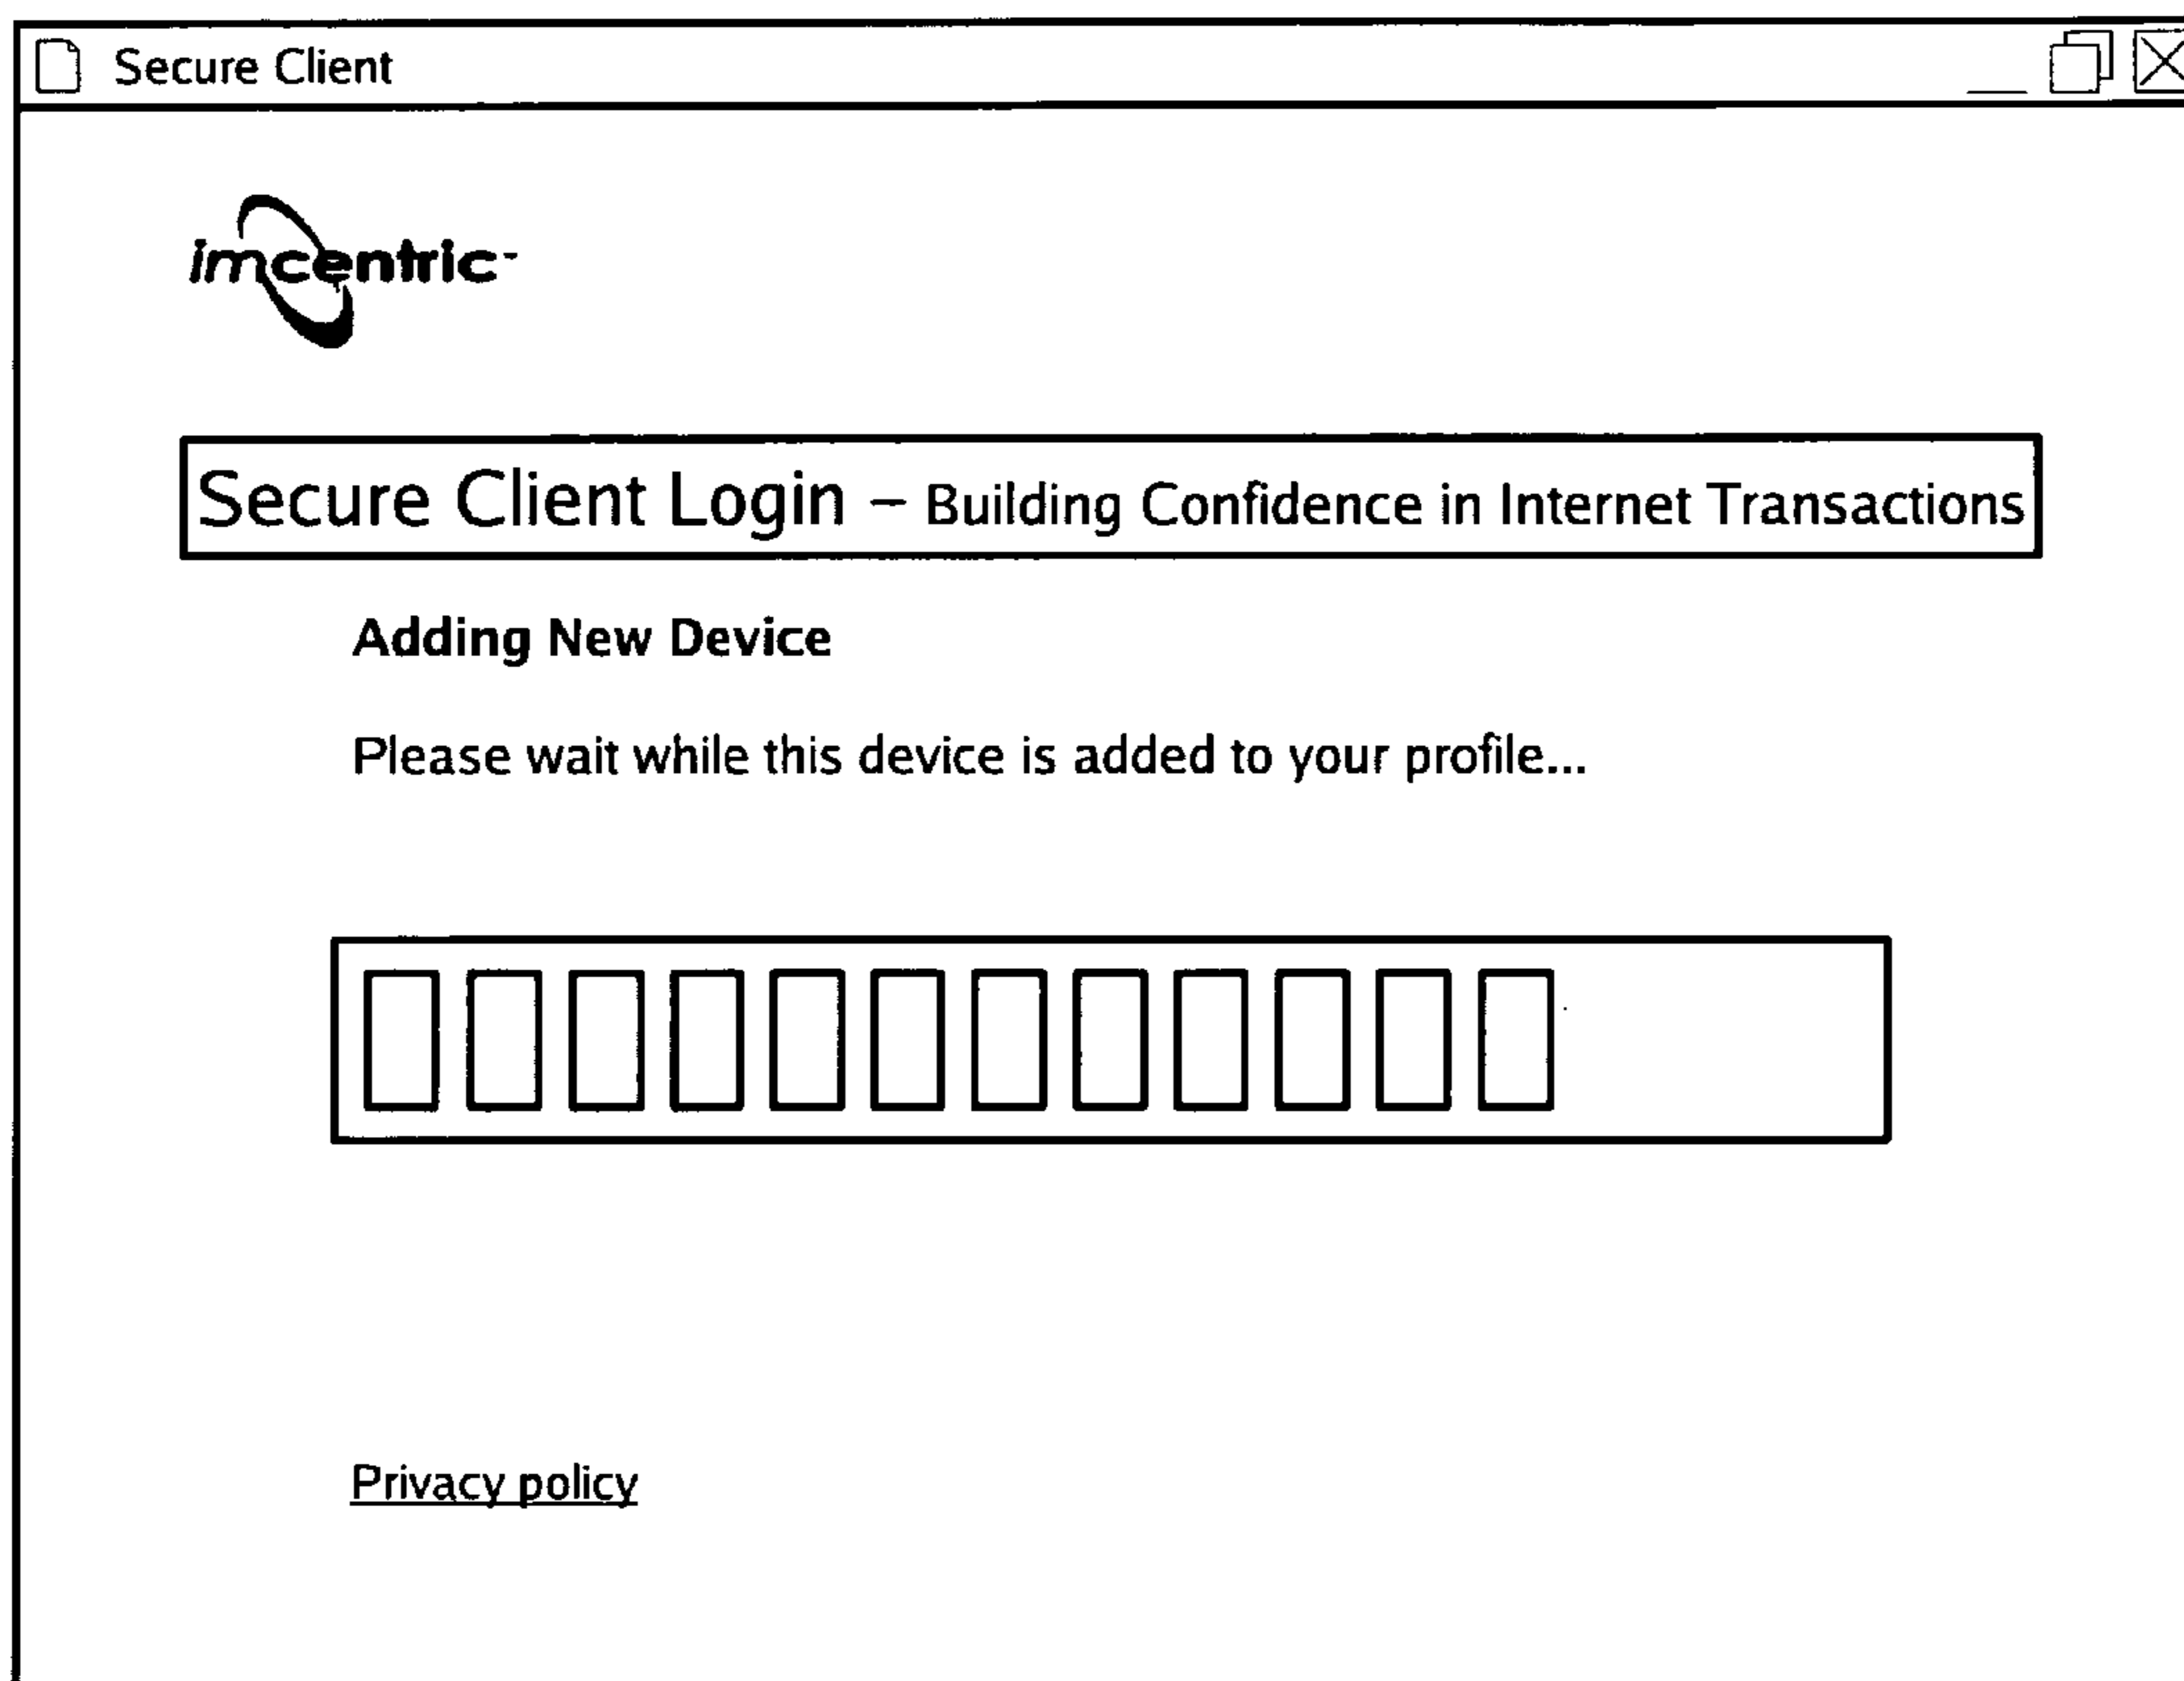 Secure Client
imcentric
Secure Client Login – Building Confidence in Internet Transactions
Adding New Device
Please wait while this device is added to your profile...
Privacy policy